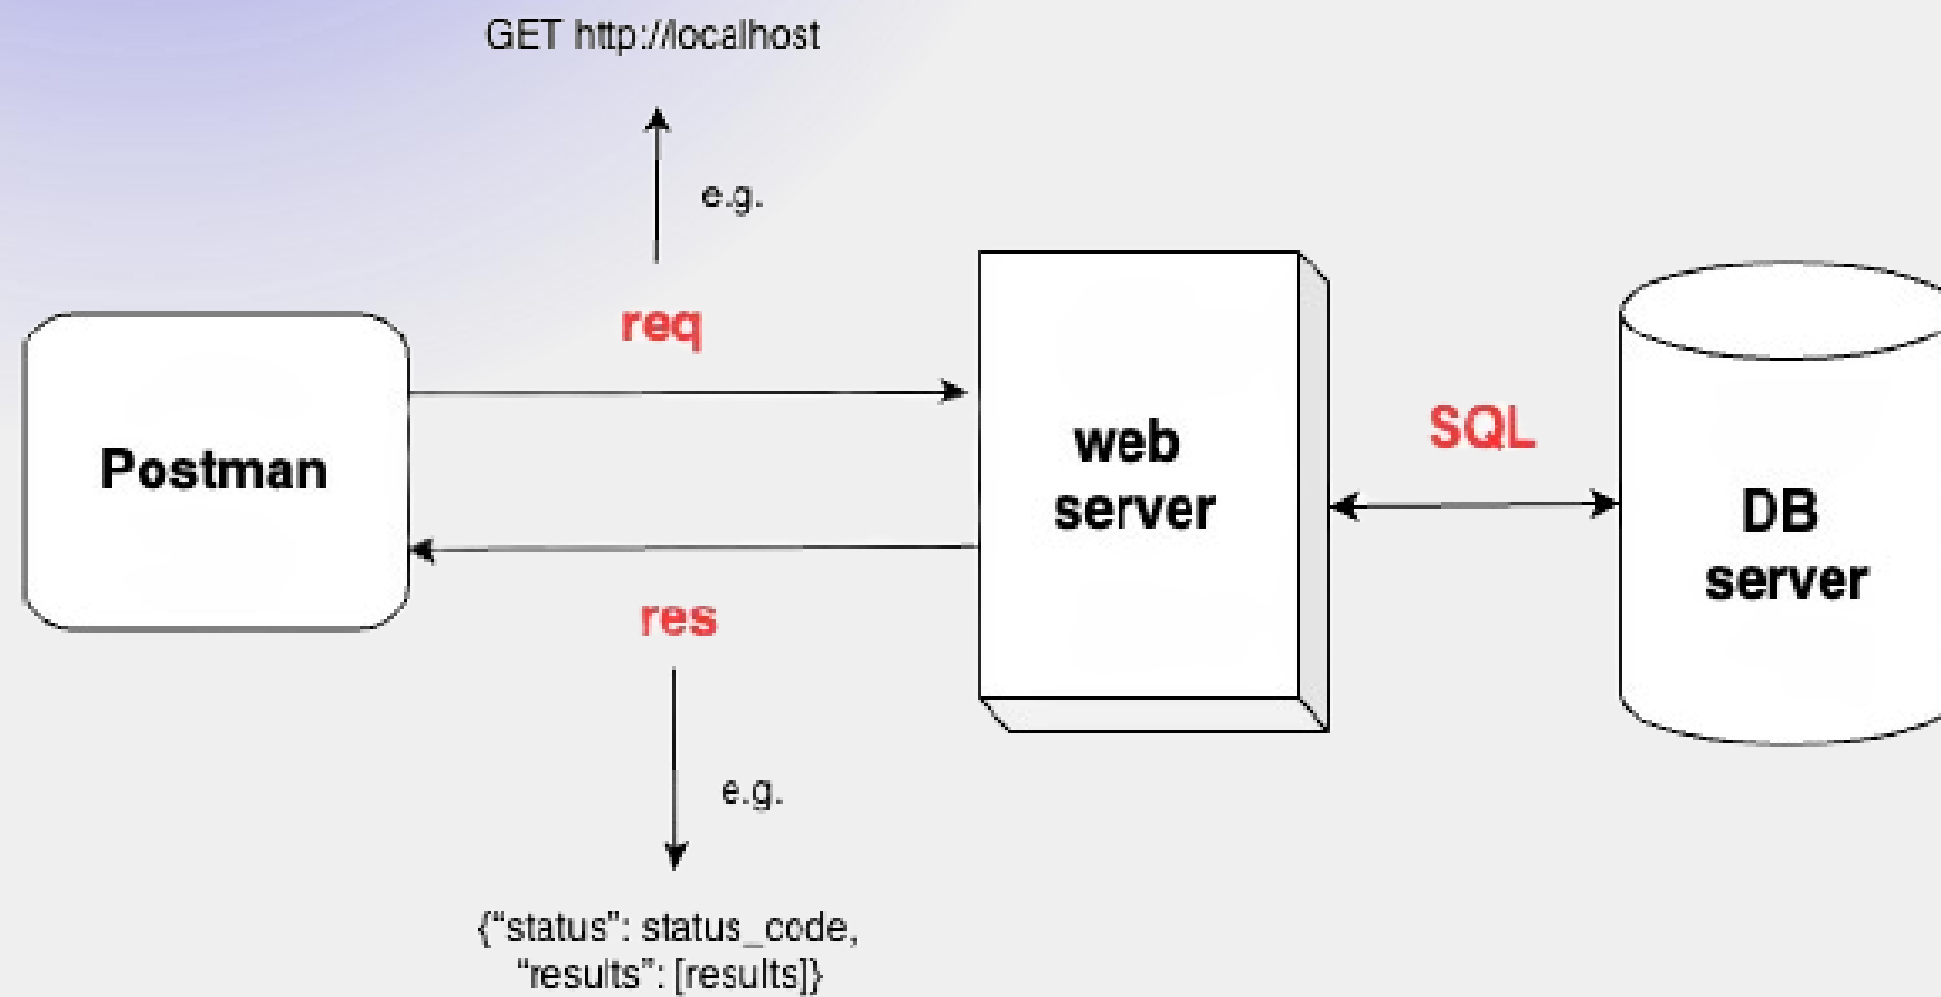 GET http://localhost
e.g.
req
Postman
web
server
SQL
DB
server
res
e.g.
{“status”: status_code,
“results”: [results]}